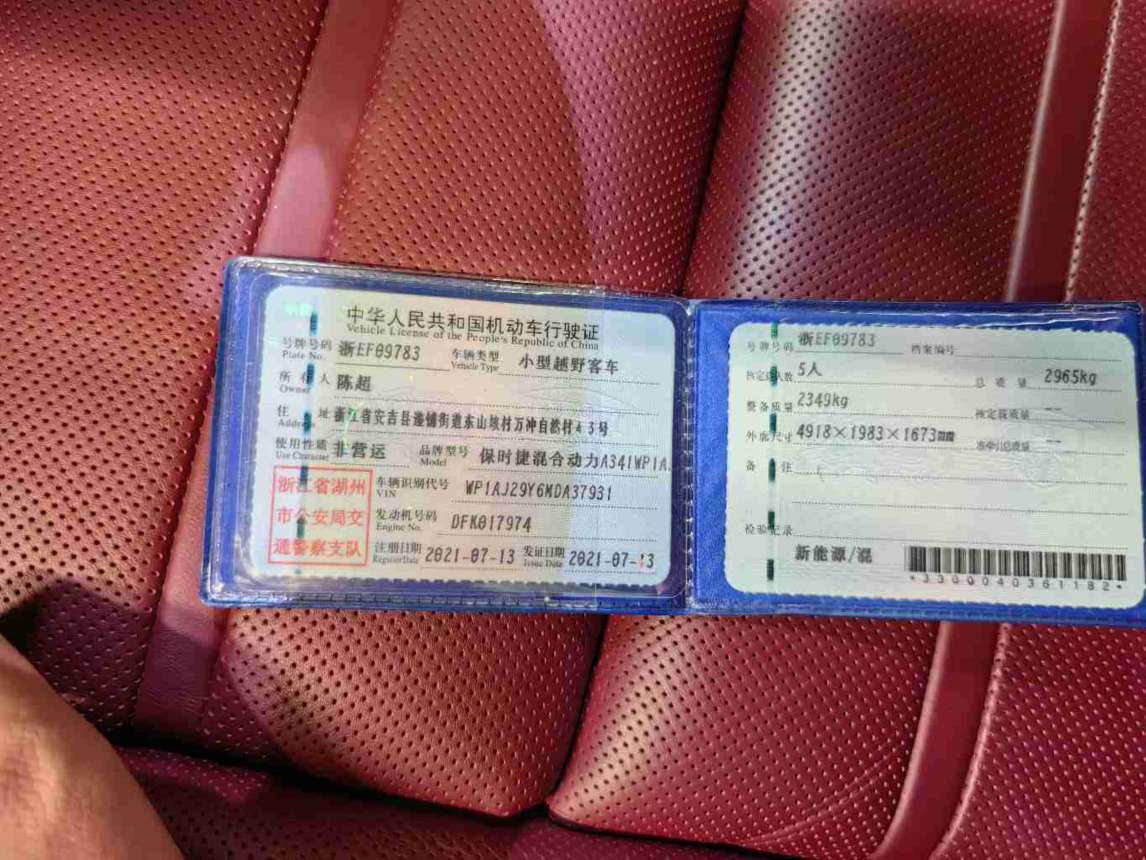 中华人民共和国机动车行驶证
Vehicle License of the People's Republic of China
号牌号码 浙EF09783 车辆类型 小型越野客车
Plate No. Vehicle Type
所有人 陈超
Owner
住址 浙江省安吉县递铺街道东山垓村万冲自然村43号
Address
使用性质 非营运 品牌型号 保时捷混合动力A341WP1A
Use Character Model
浙江省湖州
市公安局交
通警察支队
车辆识别代号 WP1AJ29Y6MDA37931
VIN
发动机号码 DFK017974
Engine No.
注册日期 2021-07-13 发证日期 2021-07-13
Register Date Issue Date
号牌号码 浙EF09783 档案编号
核定载人数 5人 总质量 2965kg
整备质量 2349kg 核定载质量 --
外廓尺寸 4918×1983×1673mm 准牵引总质量 --
备注
检验记录
新能源/混
*3300040361182*